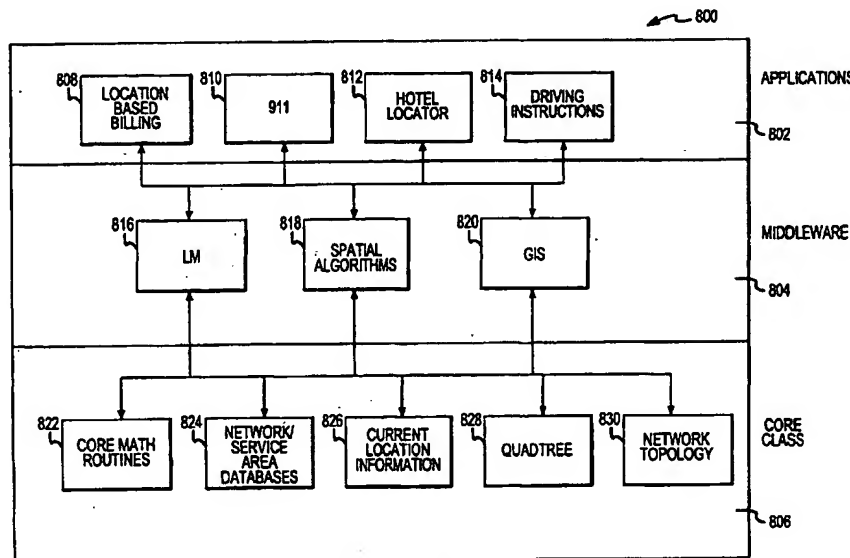 800
APPLICATIONS
808
LOCATION
BASED
BILLING
810
911
812
HOTEL
LOCATOR
814
DRIVING
INSTRUCTIONS
802
MIDDLEWARE
816
LM
818
SPATIAL
ALGORITHMS
820
GIS
804
CORE
CLASS
822
CORE MATH
ROUTINES
824
NETWORK/
SERVICE
AREA
DATABASES
826
CURRENT
LOCATION
INFORMATION
828
QUADTREE
830
NETWORK
TOPOLOGY
806